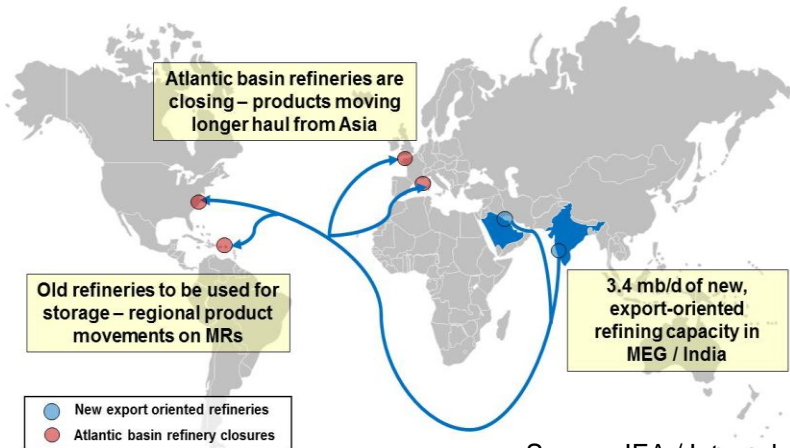 Atlantic basin refineries are
closing – products moving
longer haul from Asia
Old refineries to be used for
storage – regional product
movements on MRs
3.4 mb/d of new,
export-oriented
refining capacity in
MEG / India
New export oriented refineries
Atlantic basin refinery closures
IEA /